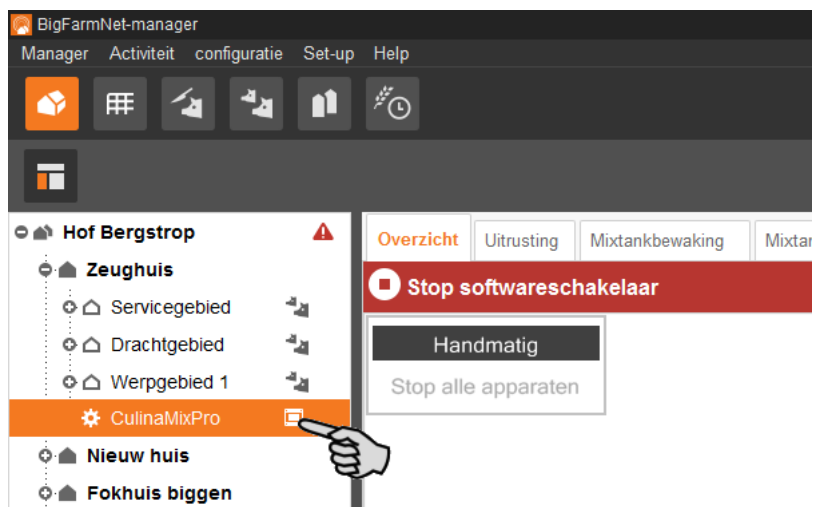 BigFarmNet-manager
Manager Activiteit configuratie Set-up Help
Hof Bergstrop
Zeughuis
Servicegebied
Drachtgebied
Werpgebied 1
CulinaMixPro
Nieuw huis
Fokhuis biggen
Overzicht Uitrusting Mixtankbewaking Mixtan
Stop softwareschakelaar
Handmatig
Stop alle apparaten